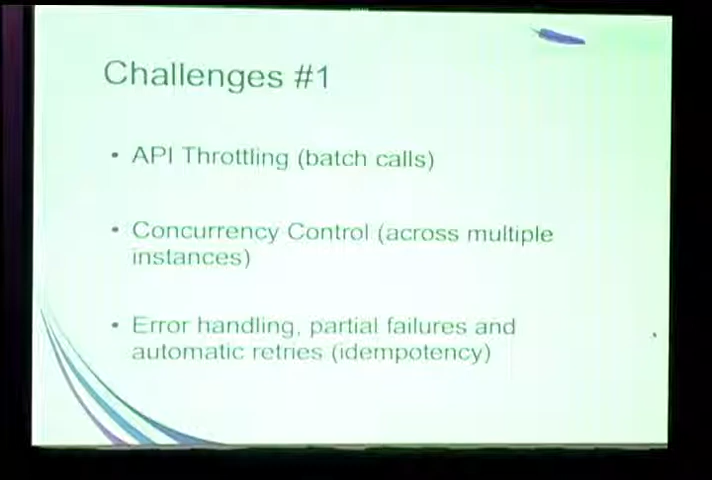 Challenges #1
• API Throttling (batch calls)
• Concurrency Control (across multiple
instances)
• Error handling, partial failures and
automatic retries (idempotency)